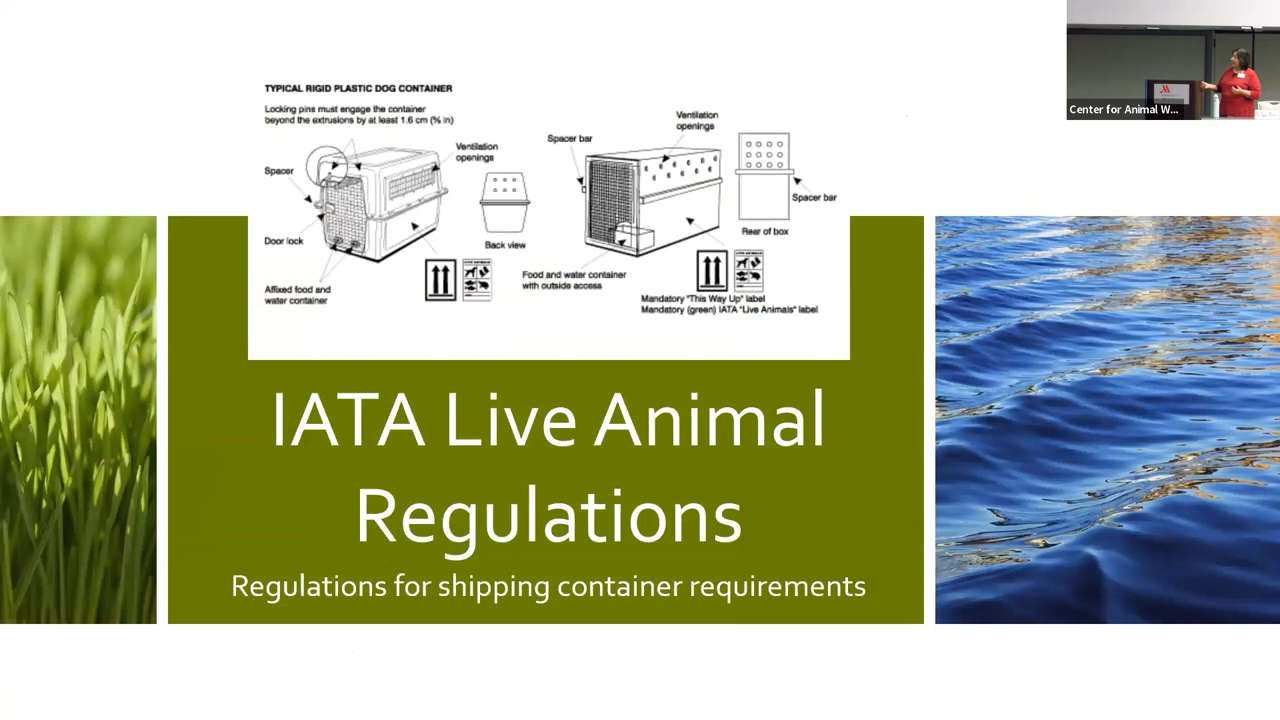 Center for Animal W...
TYPICAL RIGID PLASTIC DOG CONTAINER
Locking pins must engage the container
beyond the extrusions by at least 1.6 cm (⅝ in)
Spacer
Ventilation
openings
Door lock
Back view
Affixed food and
water container
Spacer bar
Ventilation
openings
Spacer bar
Rear of box
Food and water container
with outside access
Mandatory "This Way Up" label
Mandatory (green) IATA "Live Animals" label
IATA Live Animal
Regulations
Regulations for shipping container requirements